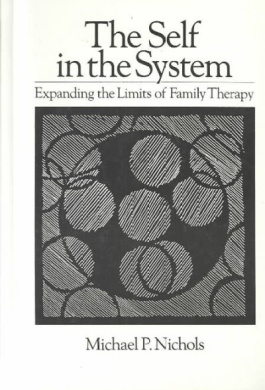 The Self
in the System
Expanding the Limits of Family Therapy
Michael P. Nichols